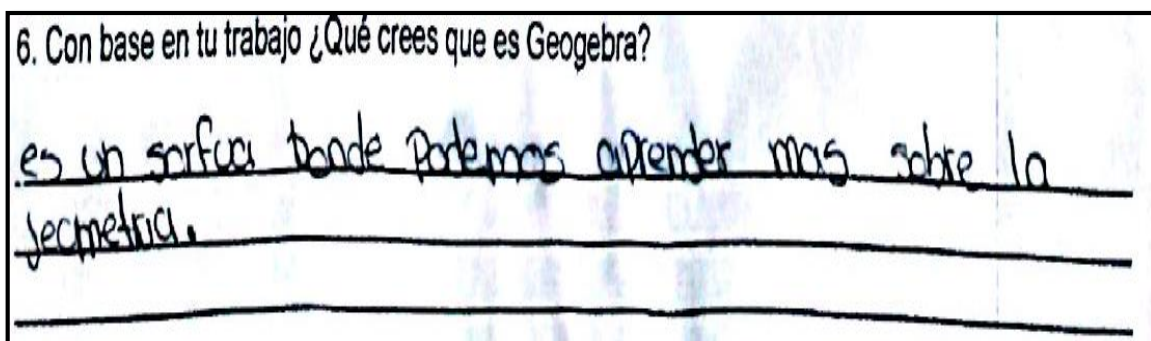 6. Con base en tu trabajo ¿Qué crees que es Geogebra?
es un sorfua donde podemos aprender mas sobre la
jeometria.